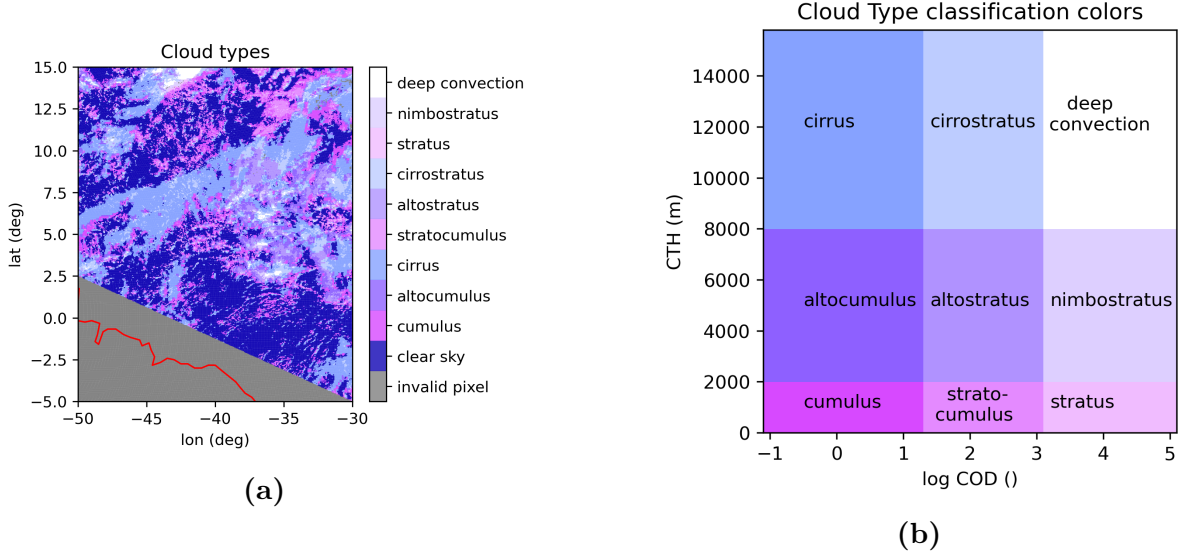 Cloud types
lat (deg)
15.0
12.5
10.0
7.5
5.0
2.5
0.0
−2.5
−5.0
−50
−45
−40
−35
−30
lon (deg)
deep convection
nimbostratus
stratus
cirrostratus
altostratus
stratocumulus
cirrus
altocumulus
cumulus
clear sky
invalid pixel
(a)
Cloud Type classification colors
CTH (m)
14000
12000
10000
8000
6000
4000
2000
0
cirrus
cirrostratus
deep
convection
altocumulus
altostratus
nimbostratus
cumulus
strato-
cumulus
stratus
−1
0
1
2
3
4
5
log COD ()
(b)